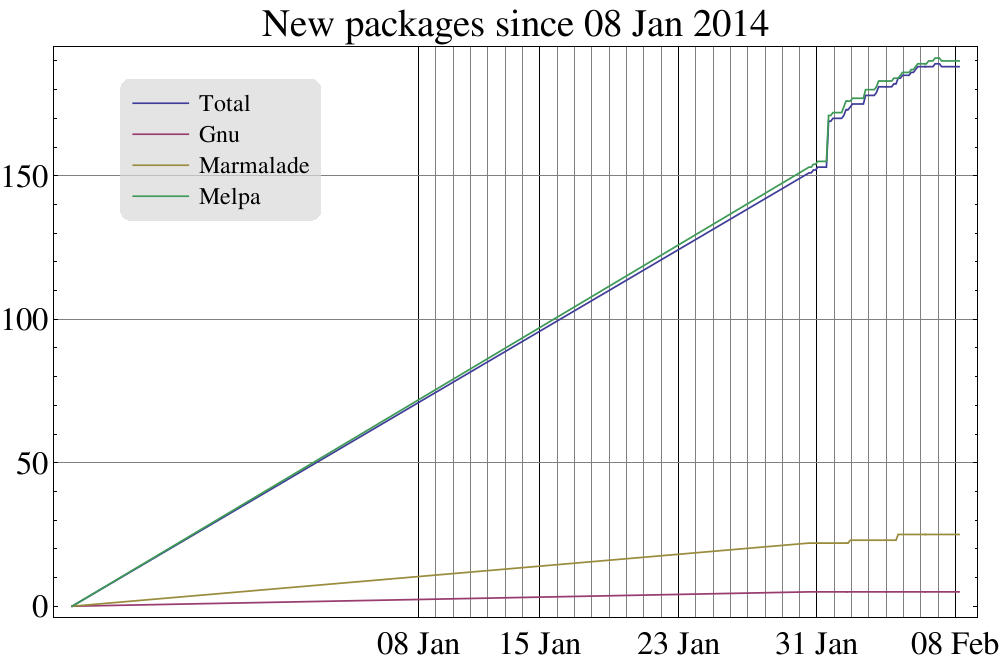 New packages since 08 Jan 2014
Total
Gnu
Marmalade
Melpa
150
100
50
0
08 Jan 15 Jan 23 Jan 31 Jan 08 Feb